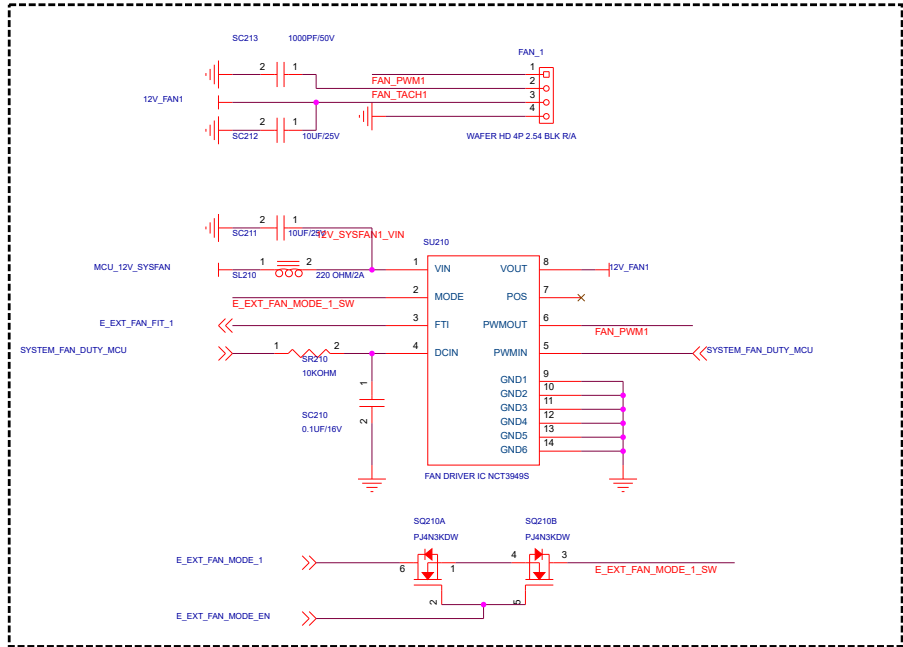 SC213 1000PF/50V
FAN_1
2 1
1
FAN_PWM1
2
12V_FAN1
FAN_TACH1
3
4
2 1
SC212 10UF/25V
WAFER HD 4P 2.54 BLK R/A
2 1
SC211 10UF/25V
12V_SYSFAN1_VIN
SU210
MCU_12V_SYSFAN
1 2
SL210 220 OHM/2A
1 VIN VOUT 8
12V_FAN1
2 MODE POS 7
E_EXT_FAN_MODE_1_SW
E_EXT_FAN_FIT_1
3 FTI PWMOUT 6
FAN_PWM1
SYSTEM_FAN_DUTY_MCU
1 2
4 DCIN PWMIN 5
SYSTEM_FAN_DUTY_MCU
SR210
10KOHM
GND1 9
GND2 10
GND3 11
GND4 12
GND5 13
GND6 14
1
SC210
0.1UF/16V
2
FAN DRIVER IC NCT3949S
SQ210A SQ210B
PJ4N3KDW PJ4N3KDW
E_EXT_FAN_MODE_1
6 1 4 3
E_EXT_FAN_MODE_1_SW
2 5
E_EXT_FAN_MODE_EN